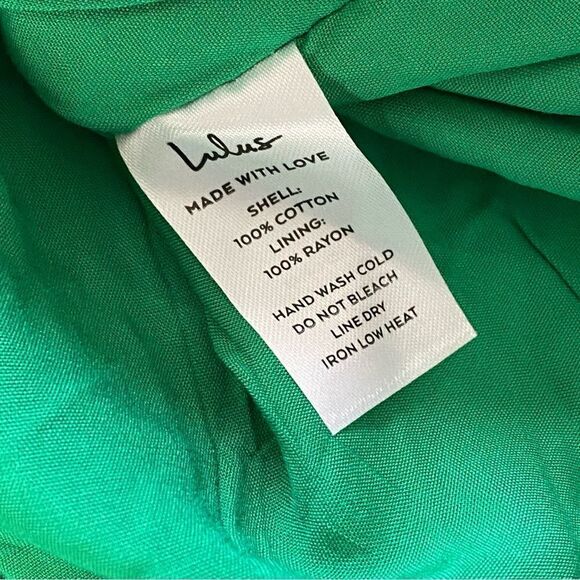 Lulus
MADE WITH LOVE
SHELL:
100% COTTON
LINING:
100% RAYON
HAND WASH COLD
DO NOT BLEACH
LINE DRY
IRON LOW HEAT